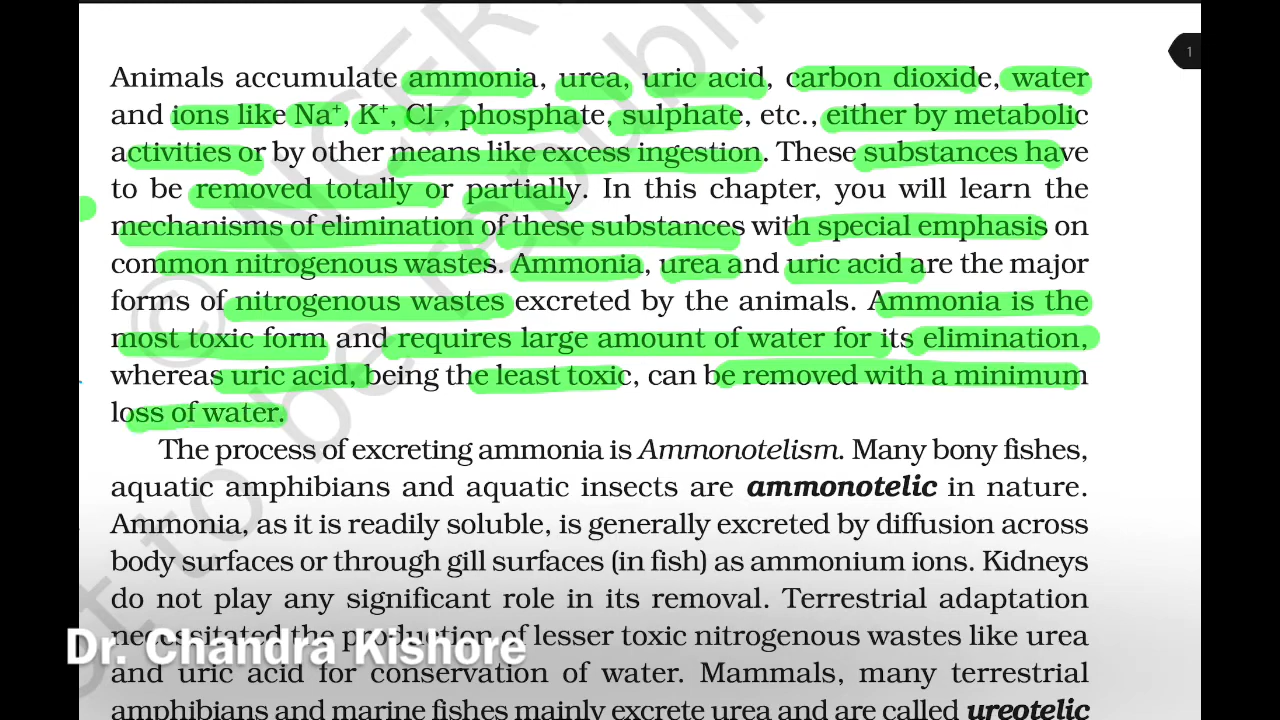 1
Animals accumulate ammonia, urea, uric acid, carbon dioxide, water
and ions like Na⁺, K⁺, Cl⁻, phosphate, sulphate, etc., either by metabolic
activities or by other means like excess ingestion. These substances have
to be removed totally or partially. In this chapter, you will learn the
mechanisms of elimination of these substances with special emphasis on
common nitrogenous wastes. Ammonia, urea and uric acid are the major
forms of nitrogenous wastes excreted by the animals. Ammonia is the
most toxic form and requires large amount of water for its elimination,
whereas uric acid, being the least toxic, can be removed with a minimum
loss of water.
The process of excreting ammonia is Ammonotelism. Many bony fishes,
aquatic amphibians and aquatic insects are ammonotelic in nature.
Ammonia, as it is readily soluble, is generally excreted by diffusion across
body surfaces or through gill surfaces (in fish) as ammonium ions. Kidneys
do not play any significant role in its removal. Terrestrial adaptation
necessitated the production of lesser toxic nitrogenous wastes like urea
and uric acid for conservation of water. Mammals, many terrestrial
amphibians and marine fishes mainly excrete urea and are called ureotelic
Dr. Chandra Kishore
© NCER
to be republi